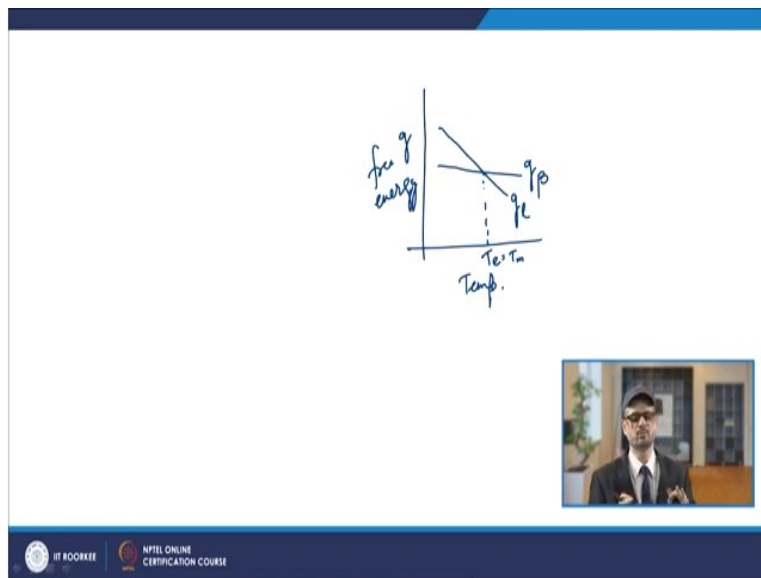 free g
energy
gβ
gl
Te = Tm
Temp.
IIT ROORKEE
NPTEL ONLINE
CERTIFICATION COURSE